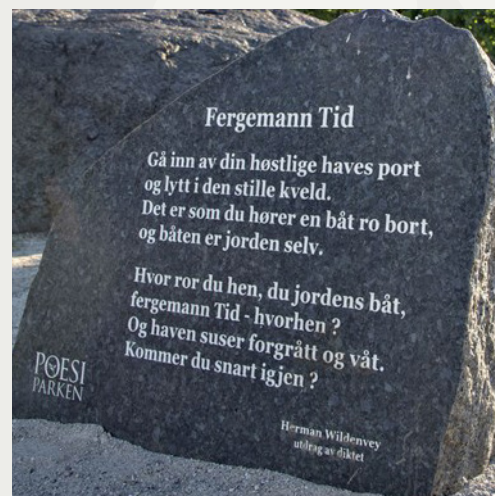 Fergemann Tid
Gå inn av din høstlige haves port
og lytt i den stille kveld.
Det er som du hører en båt ro bort,
og båten er jorden selv.
Hvor ror du hen, du jordens båt,
fergemann Tid - hvorhen ?
Og haven suser forgrått og våt.
Kommer du snart igjen ?
Herman Wildenvey
utdrag av diktet
POESI
PARKEN